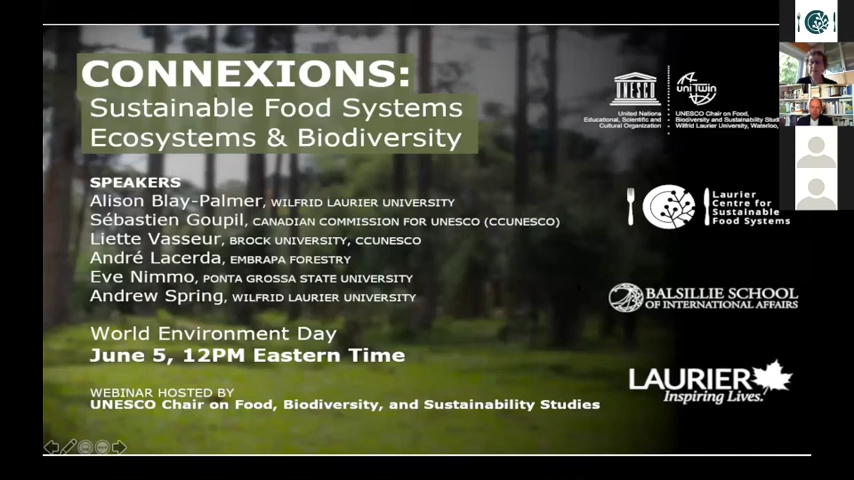 CONNEXIONS:
Sustainable Food Systems
Ecosystems & Biodiversity
SPEAKERS
Alison Blay-Palmer, WILFRID LAURIER UNIVERSITY
Sébastien Goupil, CANADIAN COMMISSION FOR UNESCO (CCUNESCO)
Liette Vasseur, BROCK UNIVERSITY, CCUNESCO
André Lacerda, EMBRAPA FORESTRY
Eve Nimmo, PONTA GROSSA STATE UNIVERSITY
Andrew Spring, WILFRID LAURIER UNIVERSITY
World Environment Day
June 5, 12PM Eastern Time
WEBINAR HOSTED BY
UNESCO Chair on Food, Biodiversity, and Sustainability Studies
UNESCO
United Nations
Educational, Scientific and
Cultural Organization
uniTwin
UNESCO Chair on Food,
Biodiversity and Sustainability
Wilfrid Laurier University, Waterloo,
Laurier
Centre for
Sustainable
Food Systems
BALSILLIE SCHOOL
OF INTERNATIONAL AFFAIRS
LAURIER
Inspiring Lives.